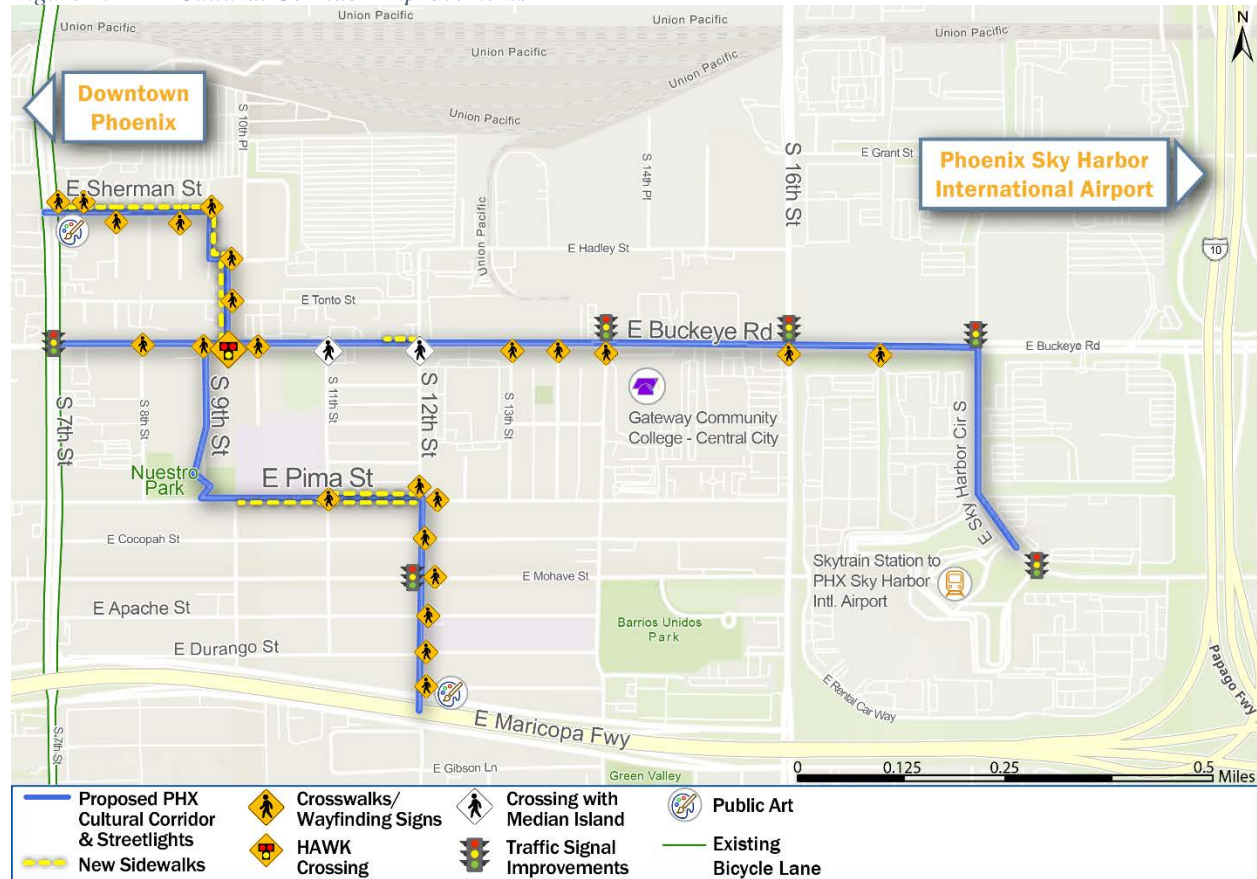 Union Pacific
Union Pacific
Union Pacific
Union Pacific
Union Pacific
Union Pacific
Union Pacific
Union Pacific
N
Downtown
Phoenix
S 10th Pl
S 14th Pl
S 16th St
E Grant St
Phoenix Sky Harbor
International Airport
E Sherman St
E Hadley St
10
E Tonto St
E Buckeye Rd
E Buckeye Rd
S 7th St
S 8th St
S 9th St
S 11th St
S 12th St
S 13th St
Gateway Community
College - Central City
E Sky Harbor Cir S
Nuestro
Park
E Pima St
E Cocopah St
E Mohave St
Skytrain Station to
PHX Sky Harbor
Intl. Airport
E Apache St
Barrios Unidos
Park
E Durango St
E Rental Car Way
Papago Fwy
E Maricopa Fwy
S 7th St
E Gibson Ln
Green Valley
0 0.125 0.25 0.5
Miles
Proposed PHX
Cultural Corridor
& Streetlights
New Sidewalks
Crosswalks/
Wayfinding Signs
HAWK
Crossing
Crossing with
Median Island
Traffic Signal
Improvements
Public Art
Existing
Bicycle Lane